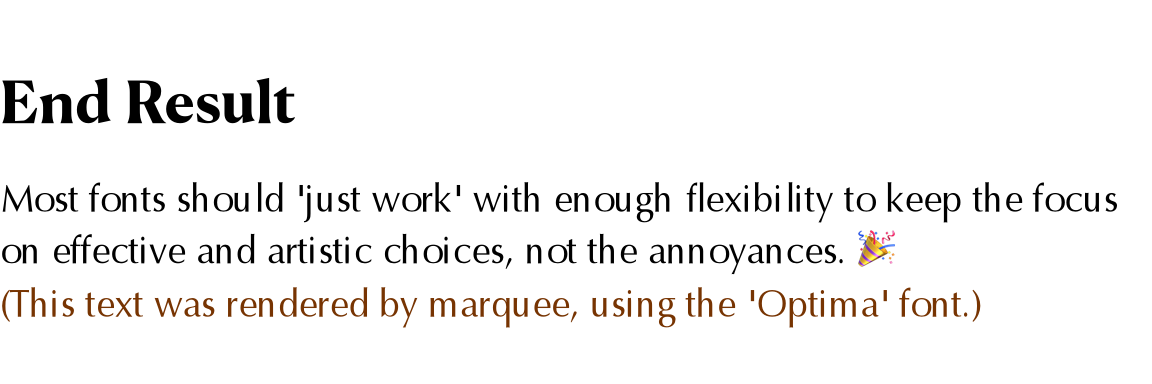 End Result
Most fonts should 'just work' with enough flexibility to keep the focus
on effective and artistic choices, not the annoyances. 🎉
(This text was rendered by marquee, using the 'Optima' font.)